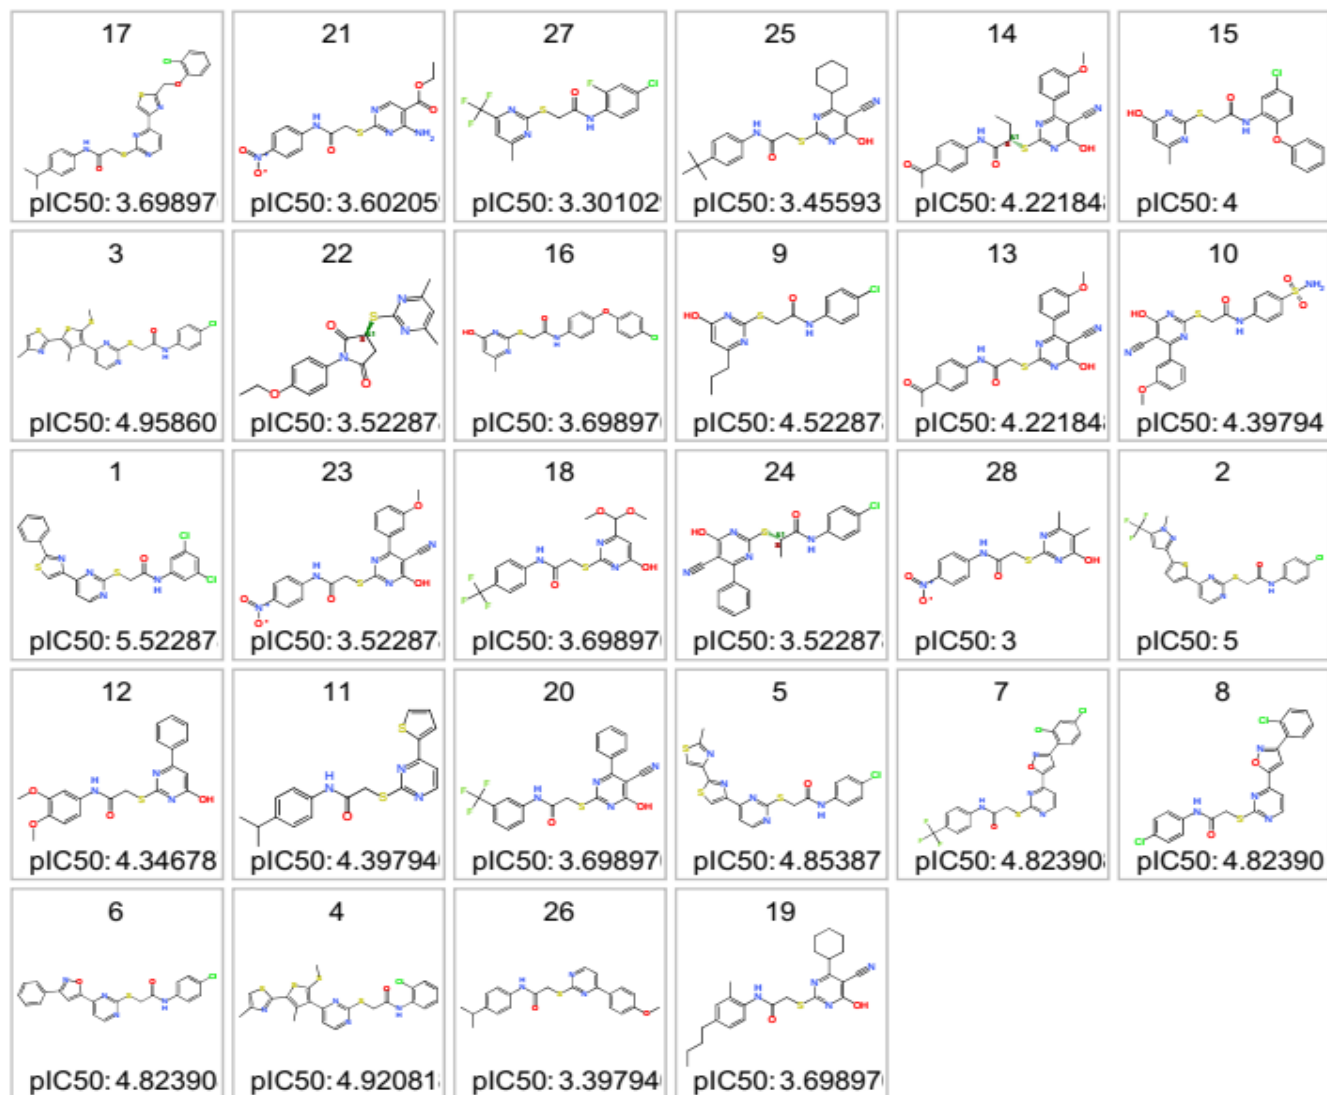 17 21 27 25 14 15
pIC50: 3.69897 pIC50: 3.60205 pIC50: 3.30102 pIC50: 3.45593 pIC50: 4.22184 pIC50: 4
3 22 16 9 13 10
pIC50: 4.95860 pIC50: 3.52287 pIC50: 3.69897 pIC50: 4.52287 pIC50: 4.22184 pIC50: 4.39794
1 23 18 24 28 2
pIC50: 5.52287 pIC50: 3.52287 pIC50: 3.69897 pIC50: 3.52287 pIC50: 3 pIC50: 5
12 11 20 5 7 8
pIC50: 4.34678 pIC50: 4.39794 pIC50: 3.69897 pIC50: 4.85387 pIC50: 4.82390 pIC50: 4.82390
6 4 26 19
pIC50: 4.82390 pIC50: 4.92081 pIC50: 3.39794 pIC50: 3.69897